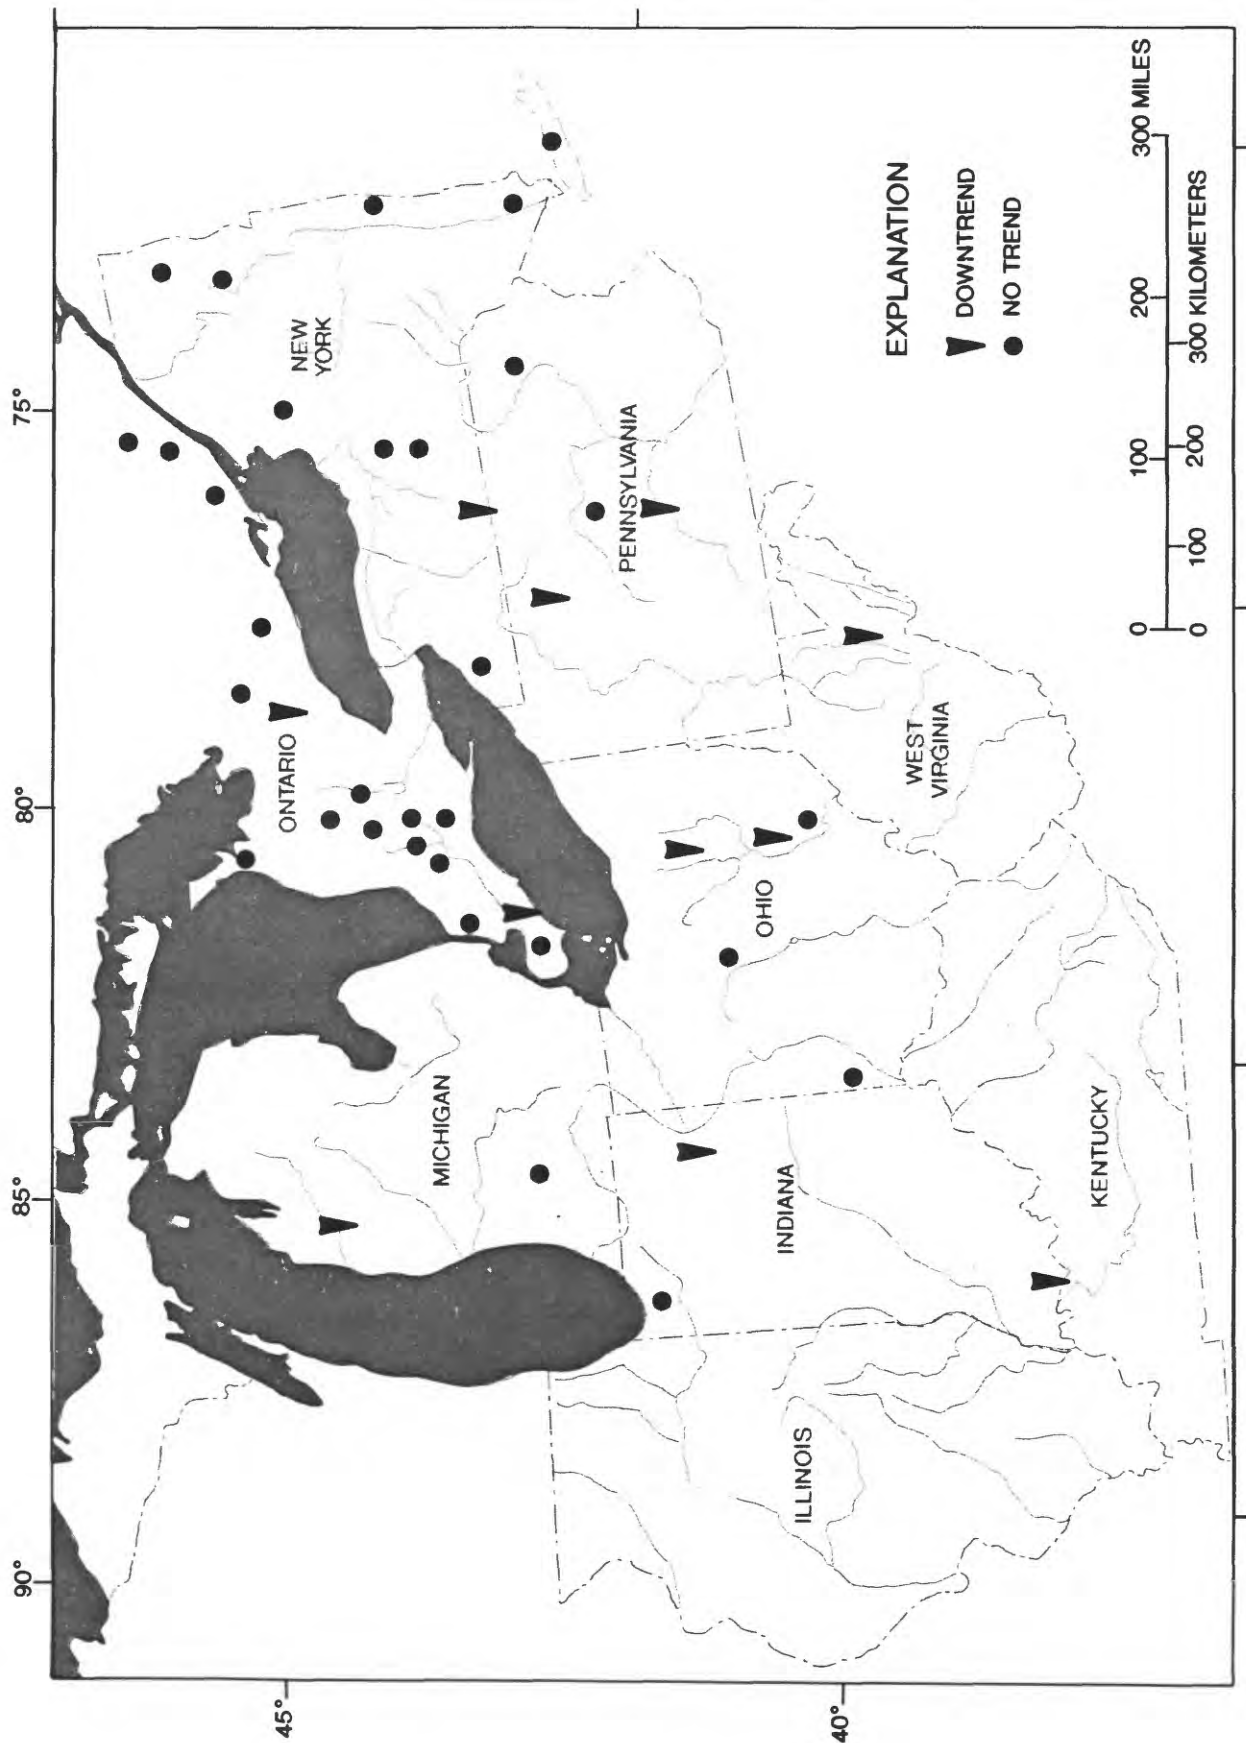 90°
85°
80°
75°
45°
40°
ONTARIO
NEW
YORK
MICHIGAN
PENNSYLVANIA
OHIO
INDIANA
ILLINOIS
WEST
VIRGINIA
KENTUCKY
EXPLANATION
DOWNTREND
NO TREND
0 100 200 300 MILES
0 100 200 300 KILOMETERS